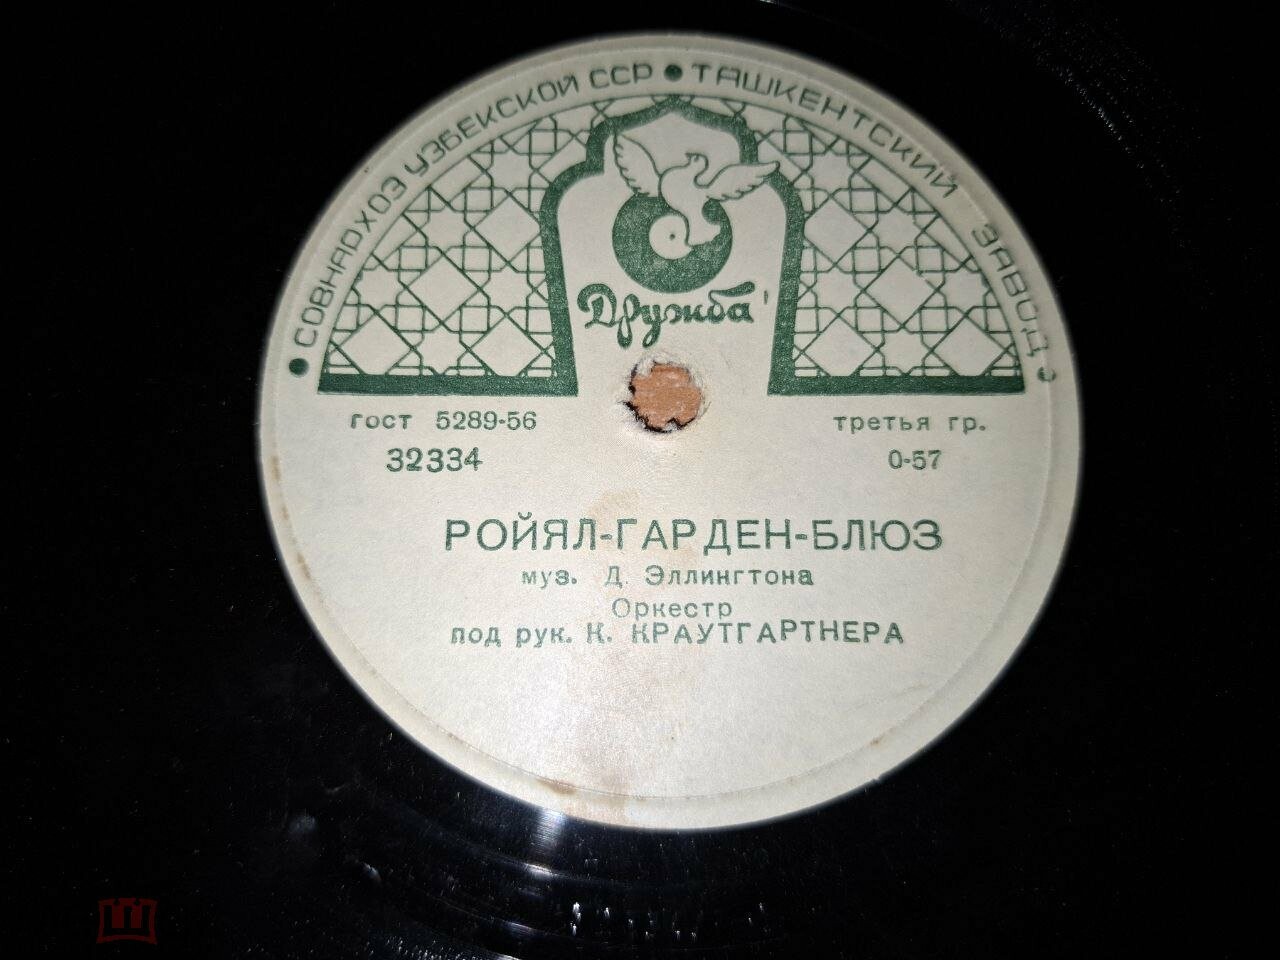 • СОВНАРХОЗ УЗБЕКСКОЙ ССР • ТАШКЕНТСКИЙ ЗАВОД •
Дружба
гост 5289-56
третья гр.
32334
0-57
РОЙЯЛ-ГАРДЕН-БЛЮЗ
муз. Д. Эллингтона
Оркестр
под рук. К. КРАУТГАРТНЕРА
Ш